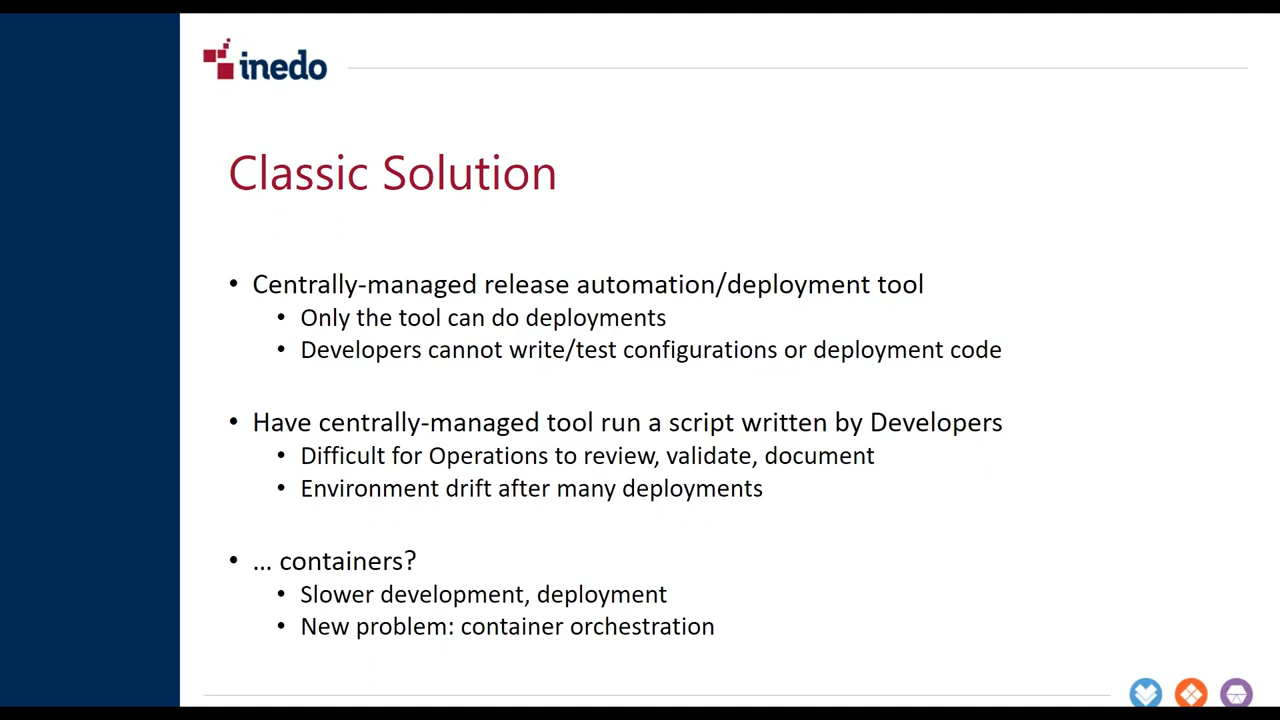 inedo
Classic Solution
• Centrally-managed release automation/deployment tool
• Only the tool can do deployments
• Developers cannot write/test configurations or deployment code
• Have centrally-managed tool run a script written by Developers
• Difficult for Operations to review, validate, document
• Environment drift after many deployments
• ... containers?
• Slower development, deployment
• New problem: container orchestration